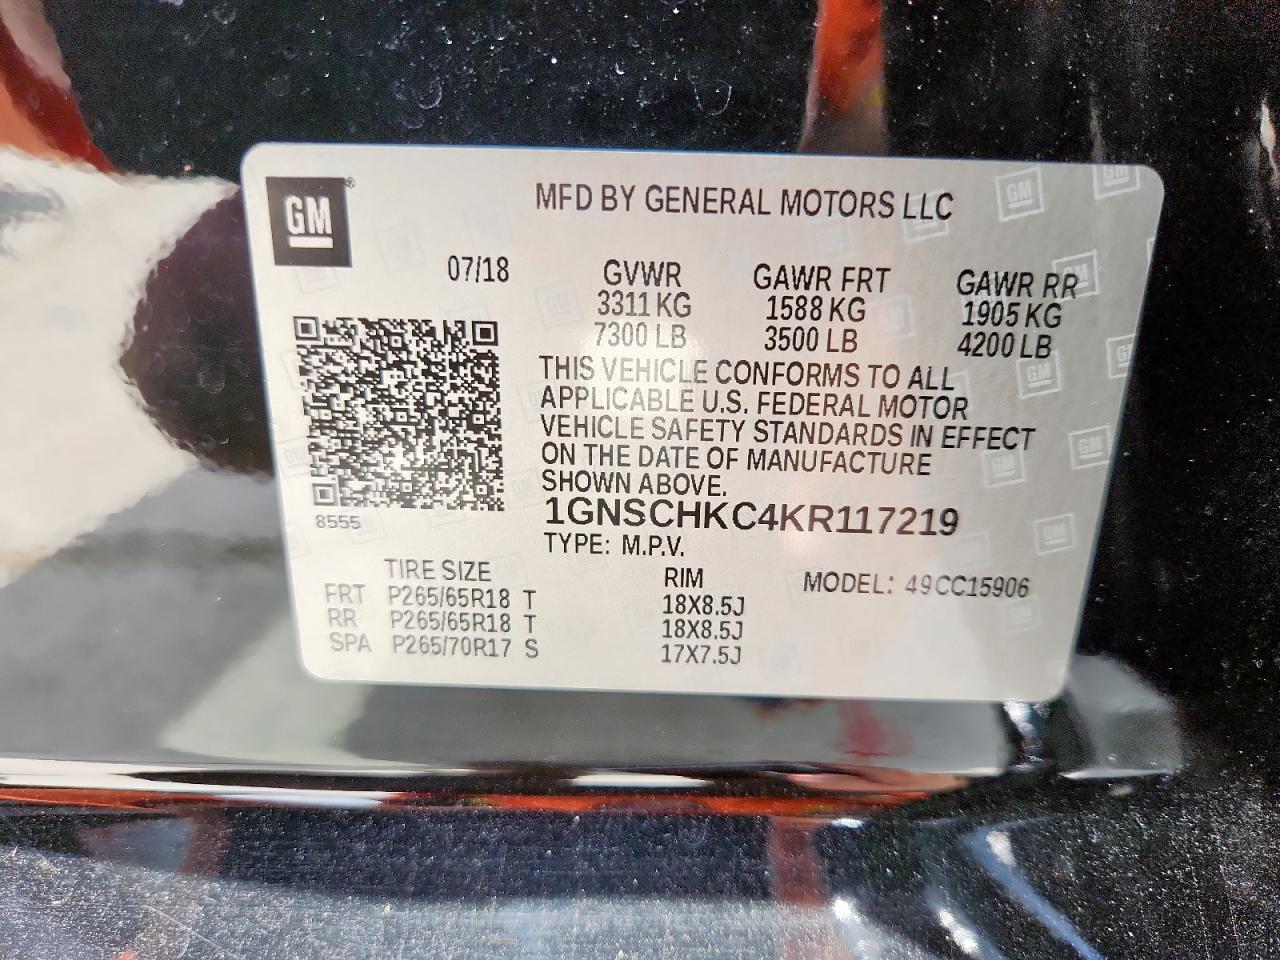 GM
MFD BY GENERAL MOTORS LLC
07/18 GVWR GAWR FRT GAWR RR
3311 KG 1588 KG 1905 KG
7300 LB 3500 LB 4200 LB
THIS VEHICLE CONFORMS TO ALL
APPLICABLE U.S. FEDERAL MOTOR
VEHICLE SAFETY STANDARDS IN EFFECT
ON THE DATE OF MANUFACTURE
SHOWN ABOVE.
8555
1GNSCHKC4KR117219
TYPE: M.P.V.
TIRE SIZE RIM MODEL: 49CC15906
FRT P265/65R18 T 18X8.5J
RR P265/65R18 T 18X8.5J
SPA P265/70R17 S 17X7.5J